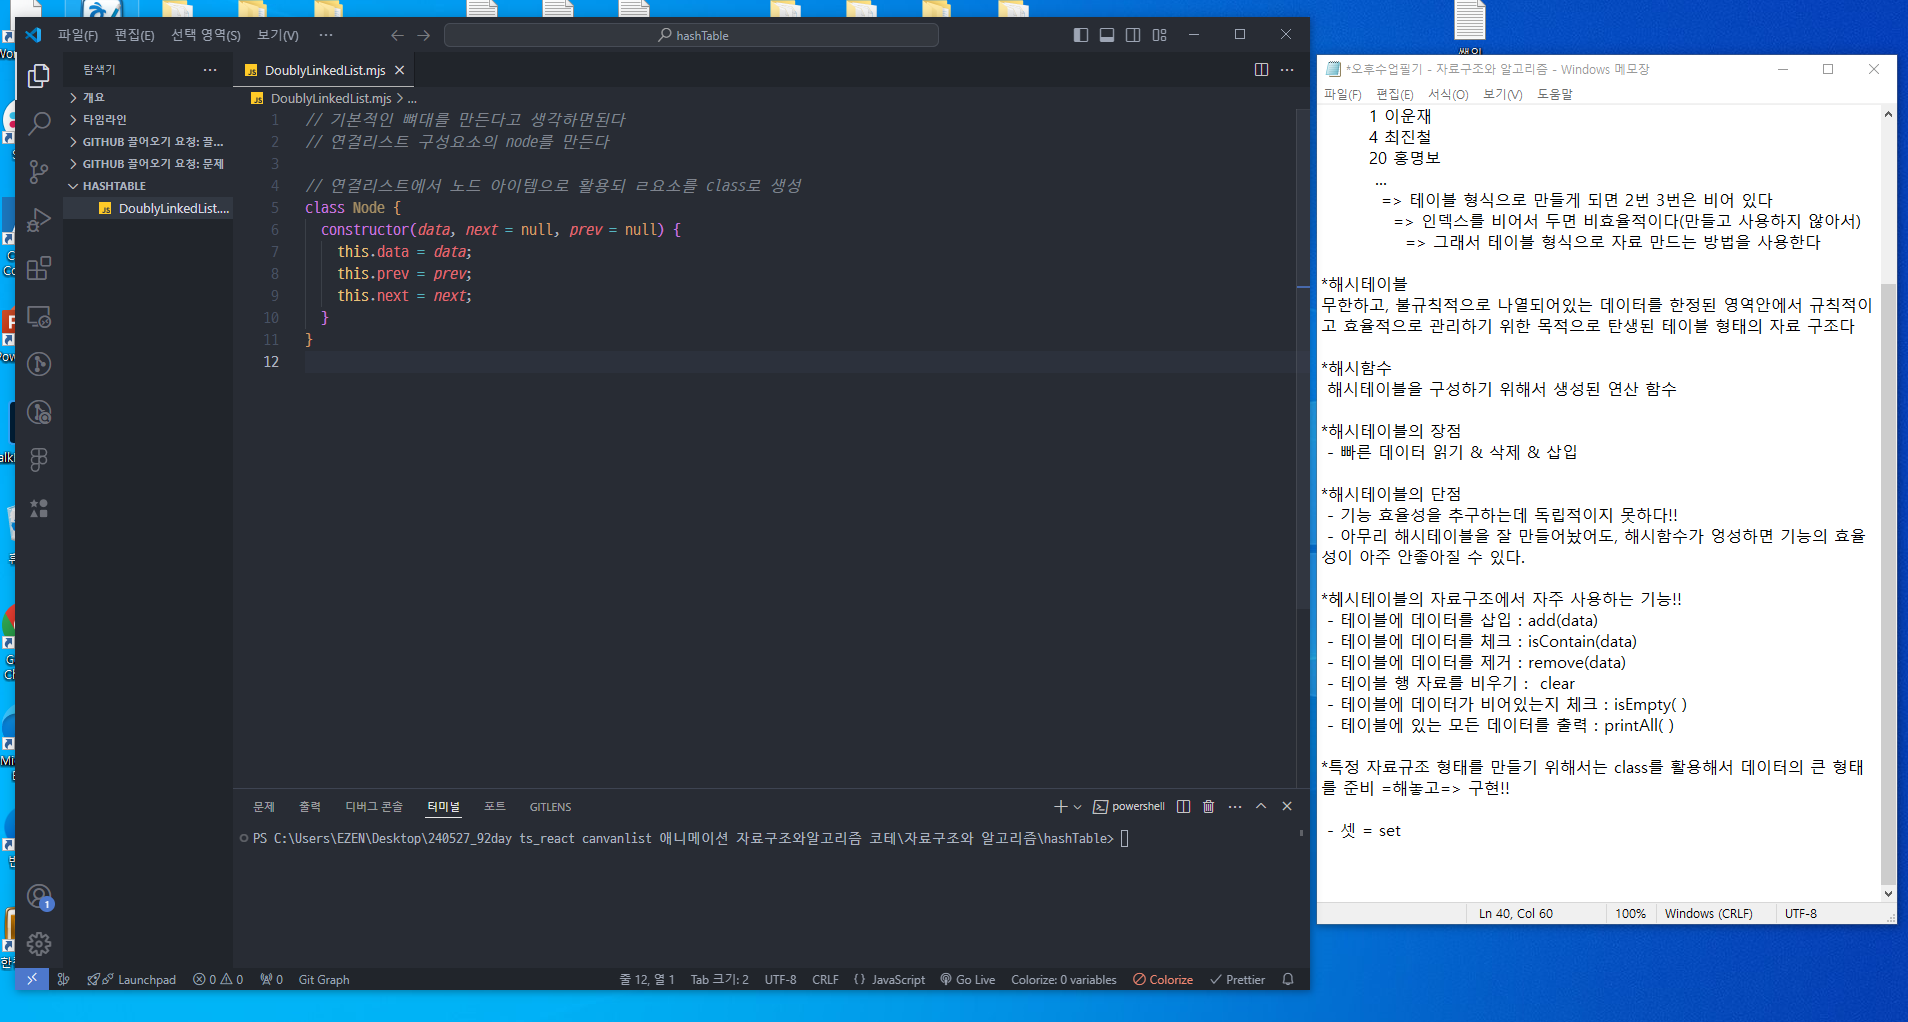 파일(F) 편집(E) 선택 영역(S) 보기(V) ··· hashTable
탐색기 ···
개요
타임라인
GITHUB 끌어오기 요청: 끌...
GITHUB 끌어오기 요청: 문제
HASHTABLE
JS DoublyLinkedList....
JS DoublyLinkedList.mjs
JS DoublyLinkedList.mjs > ...
1 // 기본적인 뼈대를 만든다고 생각하면된다
2 // 연결리스트 구성요소의 node를 만든다
3
4 // 연결리스트에서 노드 아이템으로 활용되 ㄹ요소를 class로 생성
5 class Node {
6 constructor(data, next = null, prev = null) {
7 this.data = data;
8 this.prev = prev;
9 this.next = next;
10 }
11 }
12
문제 출력 디버그 콘솔 터미널 포트 GITLENS powershell
PS C:\Users\EZEN\Desktop\240527_92day ts_react canvanlist 애니메이션 자료구조와알고리즘 코테\자료구조와 알고리즘\hashTable>
1
Launchpad 0 0 0 Git Graph 줄 12, 열 1 Tab 크기: 2 UTF-8 CRLF { } JavaScript Go Live Colorize: 0 variables Colorize Prettier
*오후수업필기 - 자료구조와 알고리즘 - Windows 메모장
파일(F) 편집(E) 서식(O) 보기(V) 도움말
1 이운재
4 최진철
20 홍명보
...
=> 테이블 형식으로 만들게 되면 2번 3번은 비어 있다
=> 인덱스를 비어서 두면 비효율적이다(만들고 사용하지 않아서)
=> 그래서 테이블 형식으로 자료 만드는 방법을 사용한다
*해시테이블
무한하고, 불규칙적으로 나열되어있는 데이터를 한정된 영역안에서 규칙적이
고 효율적으로 관리하기 위한 목적으로 탄생된 테이블 형태의 자료 구조다
*해시함수
해시테이블을 구성하기 위해서 생성된 연산 함수
*해시테이블의 장점
- 빠른 데이터 읽기 & 삭제 & 삽입
*해시테이블의 단점
- 기능 효율성을 추구하는데 독립적이지 못하다!!
- 아무리 해시테이블을 잘 만들어놨어도, 해시함수가 엉성하면 기능의 효율
성이 아주 안좋아질 수 있다.
*헤시테이블의 자료구조에서 자주 사용하는 기능!!
- 테이블에 데이터를 삽입 : add(data)
- 테이블에 데이터를 체크 : isContain(data)
- 테이블에 데이터를 제거 : remove(data)
- 테이블 행 자료를 비우기 : clear
- 테이블에 데이터가 비어있는지 체크 : isEmpty( )
- 테이블에 있는 모든 데이터를 출력 : printAll( )
*특정 자료규조 형태를 만들기 위해서는 class를 활용해서 데이터의 큰 형태
를 준비 =해놓고=> 구현!!
- 셋 = set
Ln 40, Col 60 100% Windows (CRLF) UTF-8